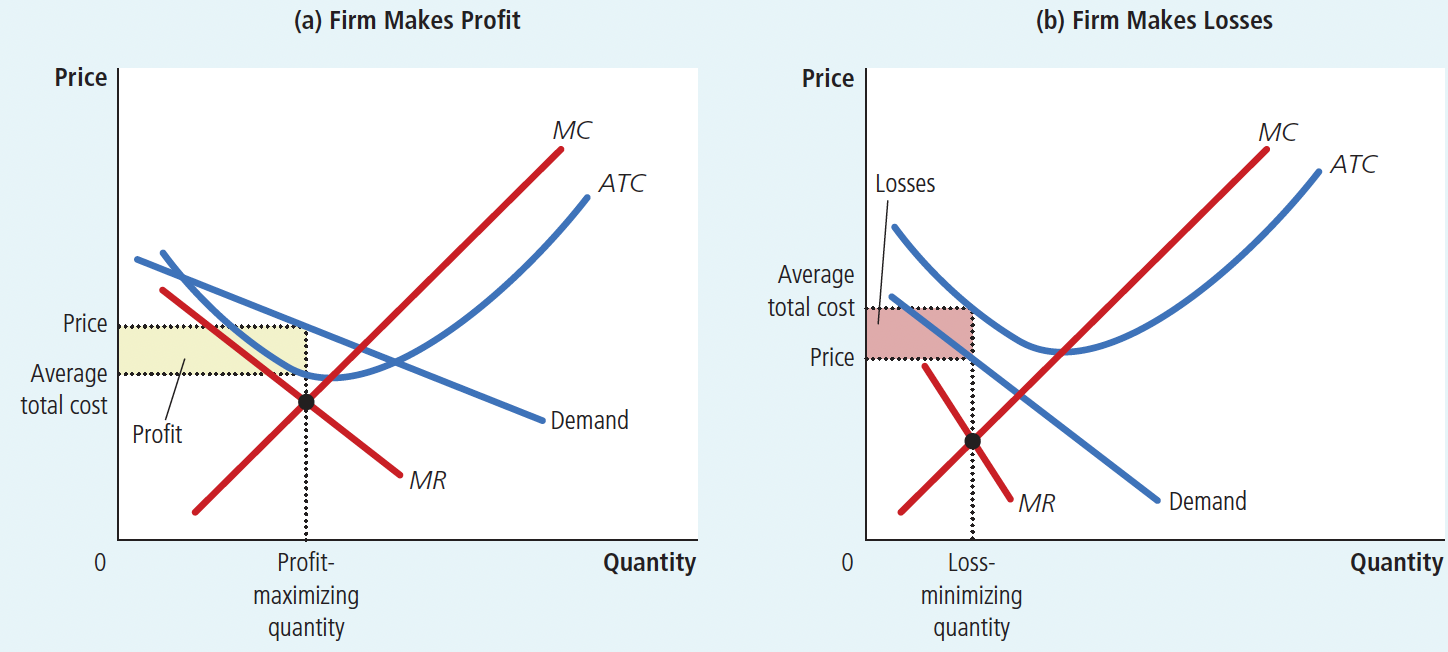 (a) Firm Makes Profit
Price
MC
ATC
Price
Average
total cost
Profit
Demand
MR
0
Profit-
maximizing
quantity
Quantity
(b) Firm Makes Losses
Price
MC
ATC
Losses
Average
total cost
Price
Demand
MR
0
Loss-
minimizing
quantity
Quantity